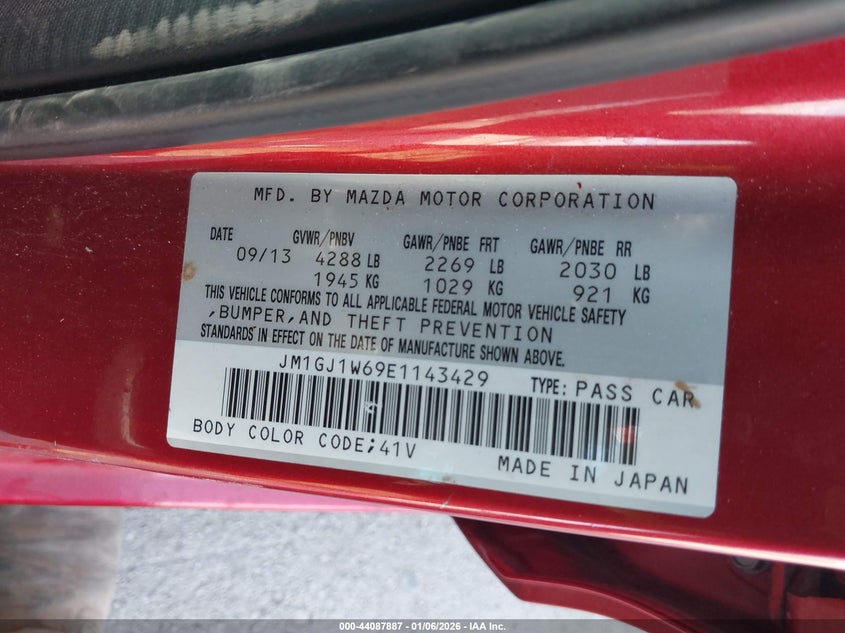 MFD. BY MAZDA MOTOR CORPORATION
DATE GVWR/PNBV GAWR/PNBE FRT GAWR/PNBE RR
09/13 4288 LB 2269 LB 2030 LB
1945 KG 1029 KG 921 KG
THIS VEHICLE CONFORMS TO ALL APPLICABLE FEDERAL MOTOR VEHICLE SAFETY
,BUMPER,AND THEFT PREVENTION
STANDARDS IN EFFECT ON THE DATE OF MANUFACTURE SHOWN ABOVE.
JM1GJ1W69E1143429 TYPE: PASS CAR
BODY COLOR CODE;41V
MADE IN JAPAN
000-44087887 - 01/06/2026 - IAA Inc.